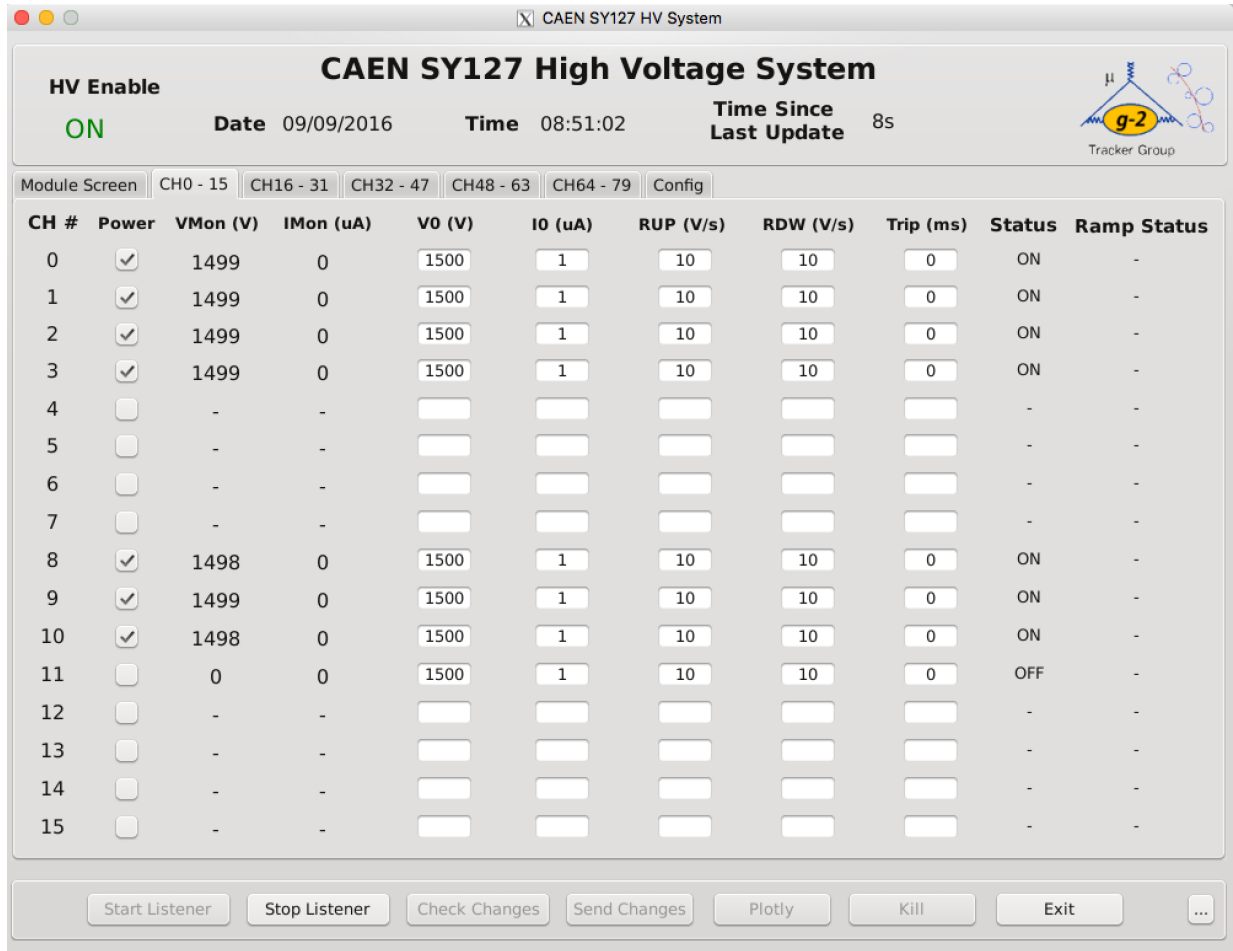 CAEN SY127 HV System
CAEN SY127 High Voltage System
HV Enable
ON
Date 09/09/2016 Time 08:51:02 Time Since Last Update 8s
μ
g-2
Tracker Group
Module Screen CH0 - 15 CH16 - 31 CH32 - 47 CH48 - 63 CH64 - 79 Config
CH # Power VMon (V) IMon (uA) V0 (V) I0 (uA) RUP (V/s) RDW (V/s) Trip (ms) Status Ramp Status
0 1499 0 1500 1 10 10 0 ON -
1 1499 0 1500 1 10 10 0 ON -
2 1499 0 1500 1 10 10 0 ON -
3 1499 0 1500 1 10 10 0 ON -
4 - - - -
5 - - - -
6 - - - -
7 - - - -
8 1498 0 1500 1 10 10 0 ON -
9 1499 0 1500 1 10 10 0 ON -
10 1498 0 1500 1 10 10 0 ON -
11 0 0 1500 1 10 10 0 OFF -
12 - - - -
13 - - - -
14 - - - -
15 - - - -
Start Listener Stop Listener Check Changes Send Changes Plotly Kill Exit ...